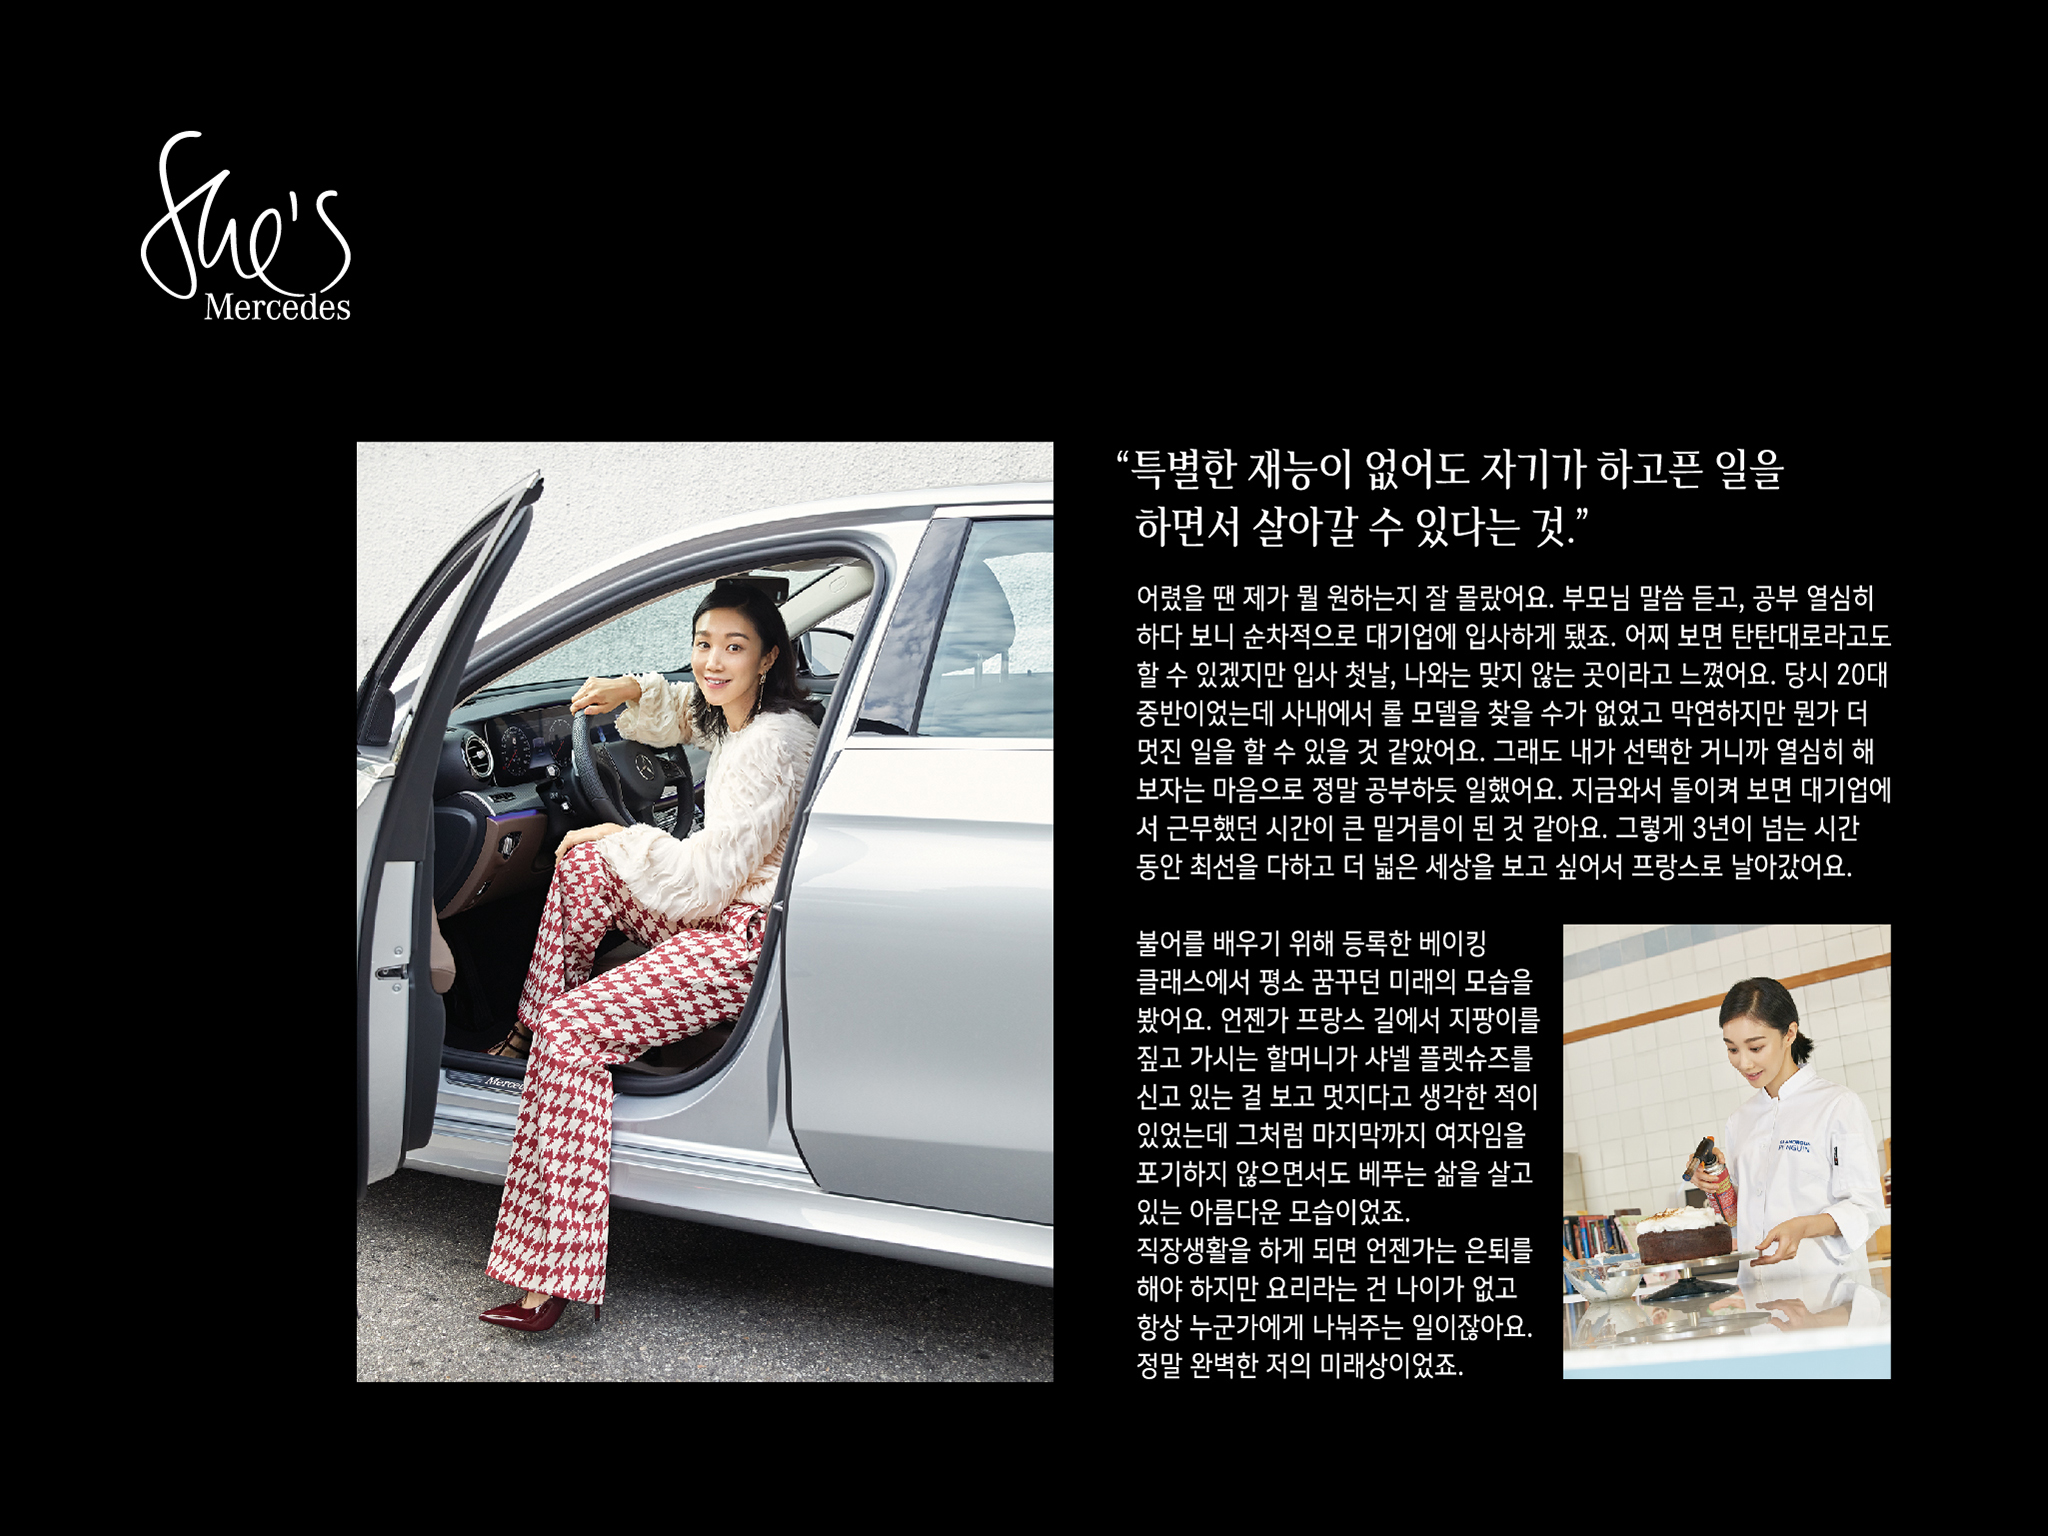 She's
Mercedes
“특별한 재능이 없어도 자기가 하고픈 일을
하면서 살아갈 수 있다는 것.”
어렸을 땐 제가 뭘 원하는지 잘 몰랐어요. 부모님 말씀 듣고, 공부 열심히
하다 보니 순차적으로 대기업에 입사하게 됐죠. 어찌 보면 탄탄대로라고도
할 수 있겠지만 입사 첫날, 나와는 맞지 않는 곳이라고 느꼈어요. 당시 20대
중반이었는데 사내에서 롤 모델을 찾을 수가 없었고 막연하지만 뭔가 더
멋진 일을 할 수 있을 것 같았어요. 그래도 내가 선택한 거니까 열심히 해
보자는 마음으로 정말 공부하듯 일했어요. 지금와서 돌이켜 보면 대기업에
서 근무했던 시간이 큰 밑거름이 된 것 같아요. 그렇게 3년이 넘는 시간
동안 최선을 다하고 더 넓은 세상을 보고 싶어서 프랑스로 날아갔어요.
불어를 배우기 위해 등록한 베이킹
클래스에서 평소 꿈꾸던 미래의 모습을
봤어요. 언젠가 프랑스 길에서 지팡이를
짚고 가시는 할머니가 샤넬 플렛슈즈를
신고 있는 걸 보고 멋지다고 생각한 적이
있었는데 그처럼 마지막까지 여자임을
포기하지 않으면서도 베푸는 삶을 살고
있는 아름다운 모습이었죠.
직장생활을 하게 되면 언젠가는 은퇴를
해야 하지만 요리라는 건 나이가 없고
항상 누군가에게 나눠주는 일이잖아요.
정말 완벽한 저의 미래상이었죠.